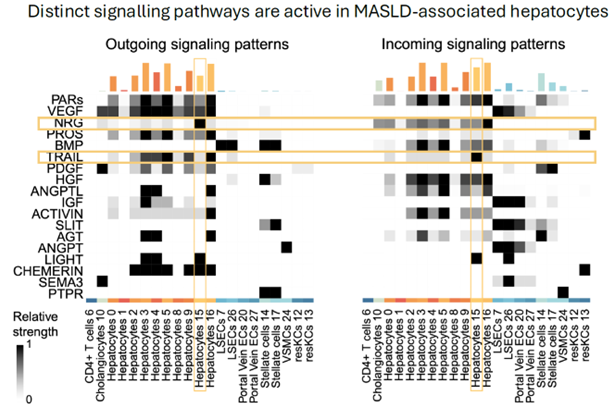 Distinct signalling pathways are active in MASLD-associated hepatocytes
Outgoing signaling patterns
Incoming signaling patterns
PARs
VEGF
NRG
PROS
BMP
TRAIL
PDGF
HGF
ANGPTL
IGF
ACTIVIN
SLIT
AGT
ANGPT
LIGHT
CHEMERIN
SEMA3
PTPR
Relative
strength
1
0
CD4+ T cells 6
Cholangiocytes 10
Hepatocytes 0
Hepatocytes 1
Hepatocytes 2
Hepatocytes 3
Hepatocytes 4
Hepatocytes 5
Hepatocytes 8
Hepatocytes 9
Hepatocytes 15
Hepatocytes 16
LSECs 7
LSECs 26
Portal Vein ECs 20
Portal Vein ECs 27
Stellate cells 14
Stellate cells 17
VSMCs 24
resKCs 12
resKCs 13
CD4+ T cells 6
Cholangiocytes 10
Hepatocytes 0
Hepatocytes 1
Hepatocytes 2
Hepatocytes 3
Hepatocytes 4
Hepatocytes 5
Hepatocytes 8
Hepatocytes 9
Hepatocytes 15
Hepatocytes 16
LSECs 7
LSECs 26
Portal Vein ECs 20
Portal Vein ECs 27
Stellate cells 14
Stellate cells 17
VSMCs 24
resKCs 12
resKCs 13